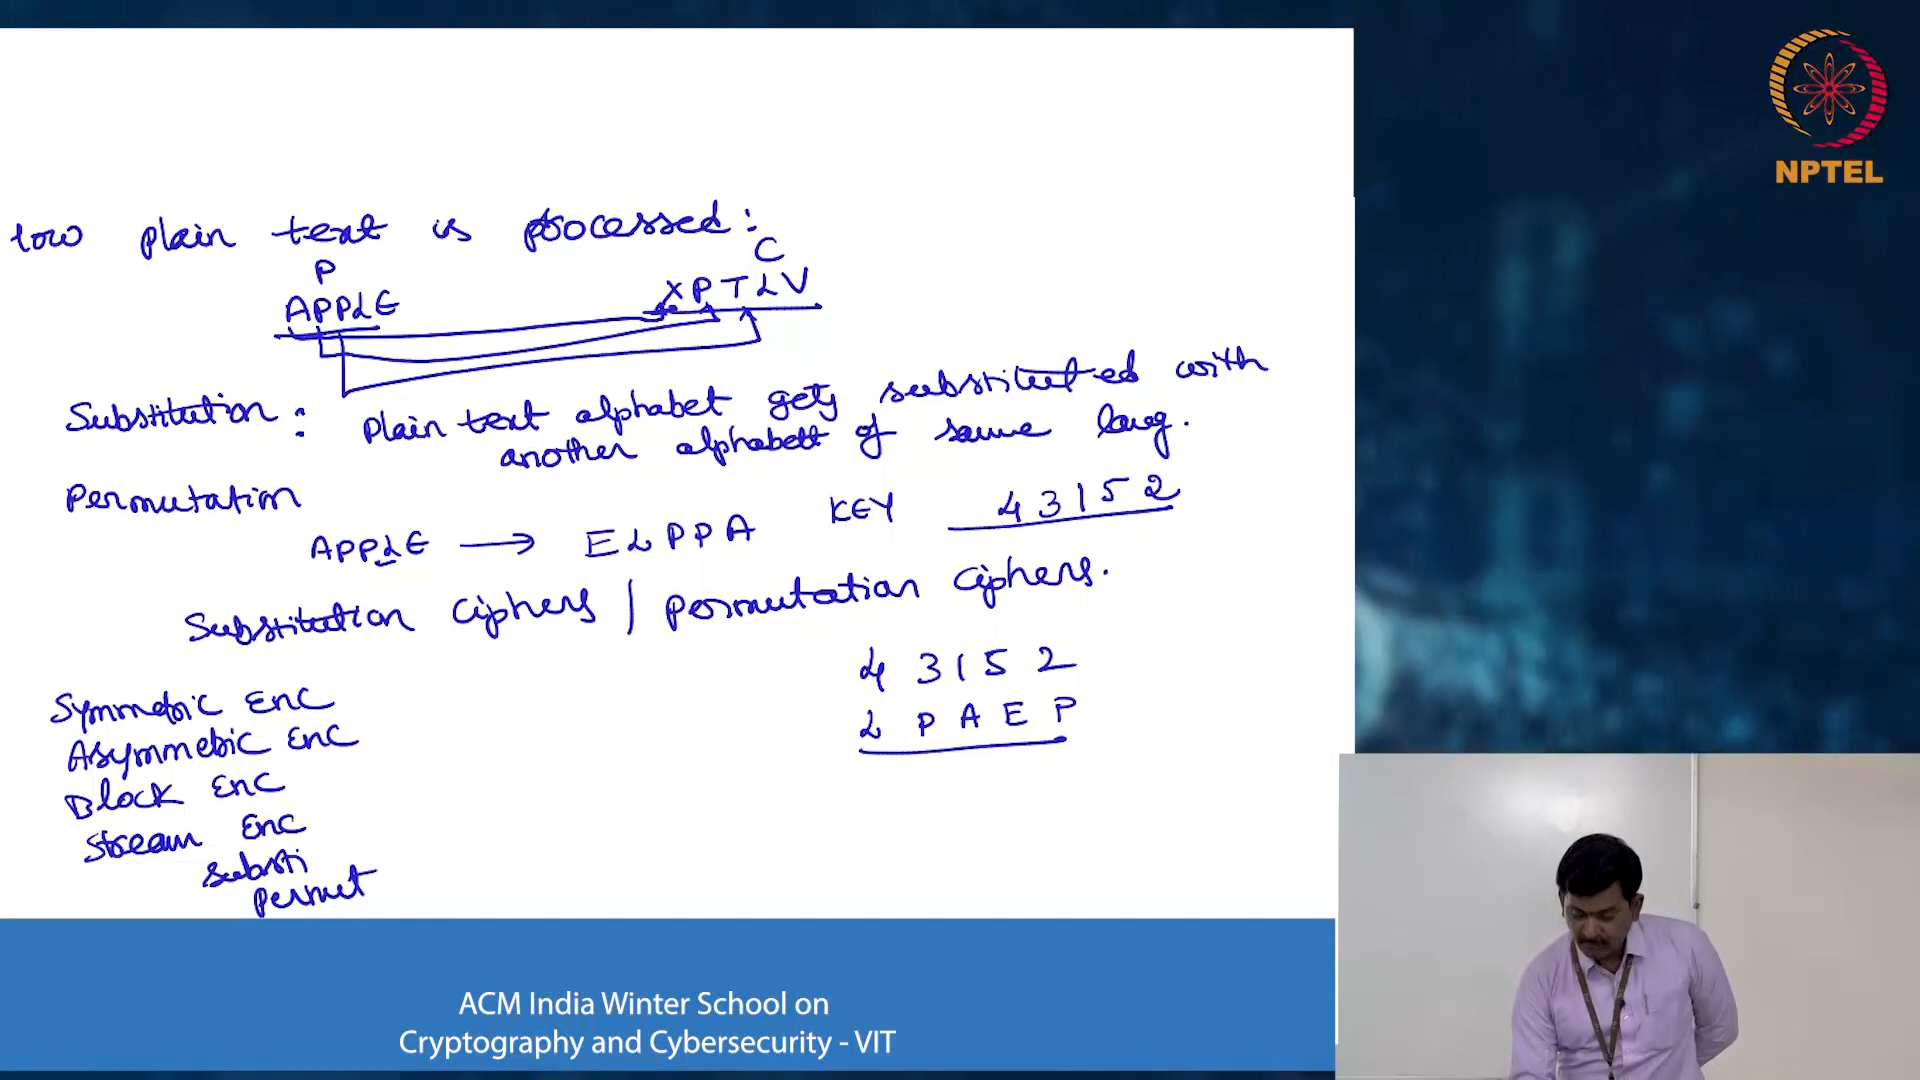 low plain text is processed:
P
C
APPLE
XPTLV
Substitution : plain text alphabet gets substituted with
another alphabet of same lang.
Permutation
APPLE → ELPPA KEY 43152
Substitution ciphers / permutation ciphers.
4 3 1 5 2
L P A E P
Symmetric Enc
Asymmetric Enc
Block Enc
Stream Enc
Substi
Permut
NPTEL
ACM India Winter School on
Cryptography and Cybersecurity - VIT